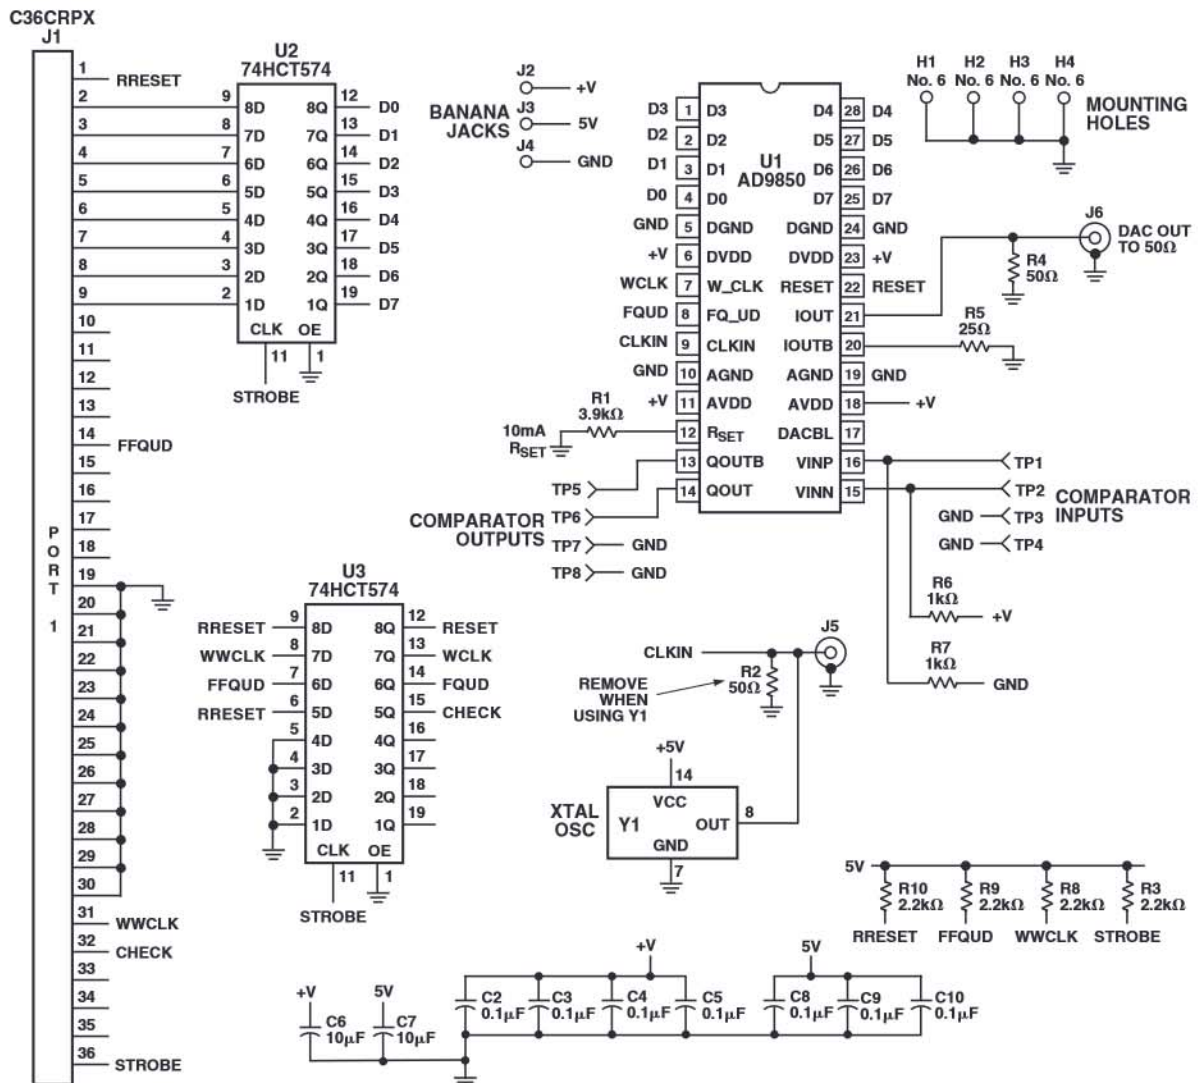 C36CRPX
J1
1 RRESET
2
3
4
5
6
7
8
9
10
11
12
13
14 FFQUD
15
16
17
18
19
20
21
22
23
24
25
26
27
28
29
30
31 WWCLK
32 CHECK
33
34
35
36 STROBE
PORT 1
U2
74HCT574
9 8D 8Q 12 D0
8 7D 7Q 13 D1
7 6D 6Q 14 D2
6 5D 5Q 15 D3
5 4D 4Q 16 D4
4 3D 3Q 17 D5
3 2D 2Q 18 D6
2 1D 1Q 19 D7
CLK OE
11 1
STROBE
BANANA
JACKS
J2 +V
J3 5V
J4 GND
U1
AD9850
D3 1 D3 D4 28 D4
D2 2 D2 D5 27 D5
D1 3 D1 D6 26 D6
D0 4 D0 D7 25 D7
GND 5 DGND DGND 24 GND
+V 6 DVDD DVDD 23 +V
WCLK 7 W_CLK RESET 22 RESET
FQUD 8 FQ_UD IOUT 21
CLKIN 9 CLKIN IOUTB 20
GND 10 AGND AGND 19 GND
+V 11 AVDD AVDD 18 +V
12 RSET DACBL 17
13 QOUTB VINP 16
14 QOUT VINN 15
R1
3.9kΩ
10mA
RSET
TP5
TP6
TP7 GND
TP8 GND
COMPARATOR
OUTPUTS
H1 H2 H3 H4
No. 6 No. 6 No. 6 No. 6
MOUNTING
HOLES
J6
DAC OUT
TO 50Ω
R4
50Ω
R5
25Ω
TP1
TP2
GND TP3
GND TP4
COMPARATOR
INPUTS
R6
1kΩ
+V
R7
1kΩ
GND
U3
74HCT574
RRESET 9 8D 8Q 12 RESET
WWCLK 8 7D 7Q 13 WCLK
FFQUD 7 6D 6Q 14 FQUD
RRESET 6 5D 5Q 15 CHECK
5 4D 4Q 16
4 3D 3Q 17
3 2D 2Q 18
2 1D 1Q 19
CLK OE
11 1
STROBE
CLKIN
J5
R2
50Ω
REMOVE
WHEN
USING Y1
+5V
14
VCC
XTAL
OSC
Y1
OUT 8
GND
7
5V
R10
2.2kΩ
R9
2.2kΩ
R8
2.2kΩ
R3
2.2kΩ
RRESET FFQUD WWCLK STROBE
+V
C6
10μF
5V
C7
10μF
+V
C2
0.1μF
C3
0.1μF
C4
0.1μF
C5
0.1μF
5V
C8
0.1μF
C9
0.1μF
C10
0.1μF